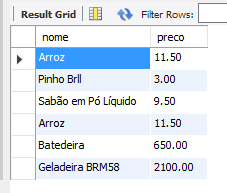 Result Grid Filter Rows:
nome preco
Arroz 11.50
Pinho Brll 3.00
Sabão em Pó Líquido 9.50
Arroz 11.50
Batedeira 650.00
Geladeira BRM58 2100.00